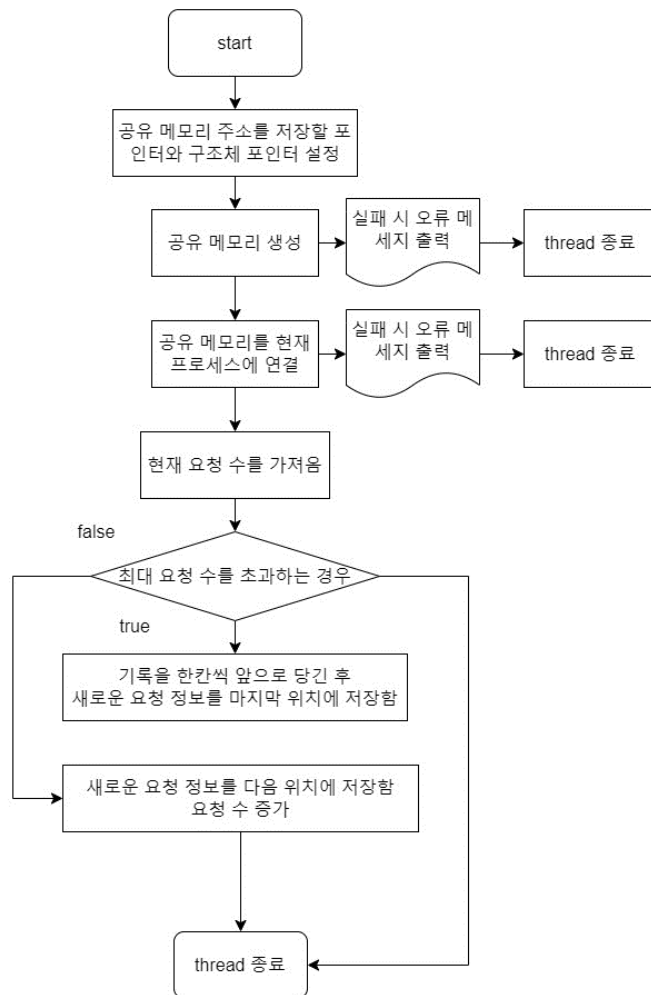 start
공유 메모리 주소를 저장할 포
인터와 구조체 포인터 설정
공유 메모리 생성
실패 시 오류 메
세지 출력
thread 종료
공유 메모리를 현재
프로세스에 연결
실패 시 오류 메
세지 출력
thread 종료
현재 요청 수를 가져옴
false
최대 요청 수를 초과하는 경우
true
기록을 한칸씩 앞으로 당긴 후
새로운 요청 정보를 마지막 위치에 저장함
새로운 요청 정보를 다음 위치에 저장함
요청 수 증가
thread 종료